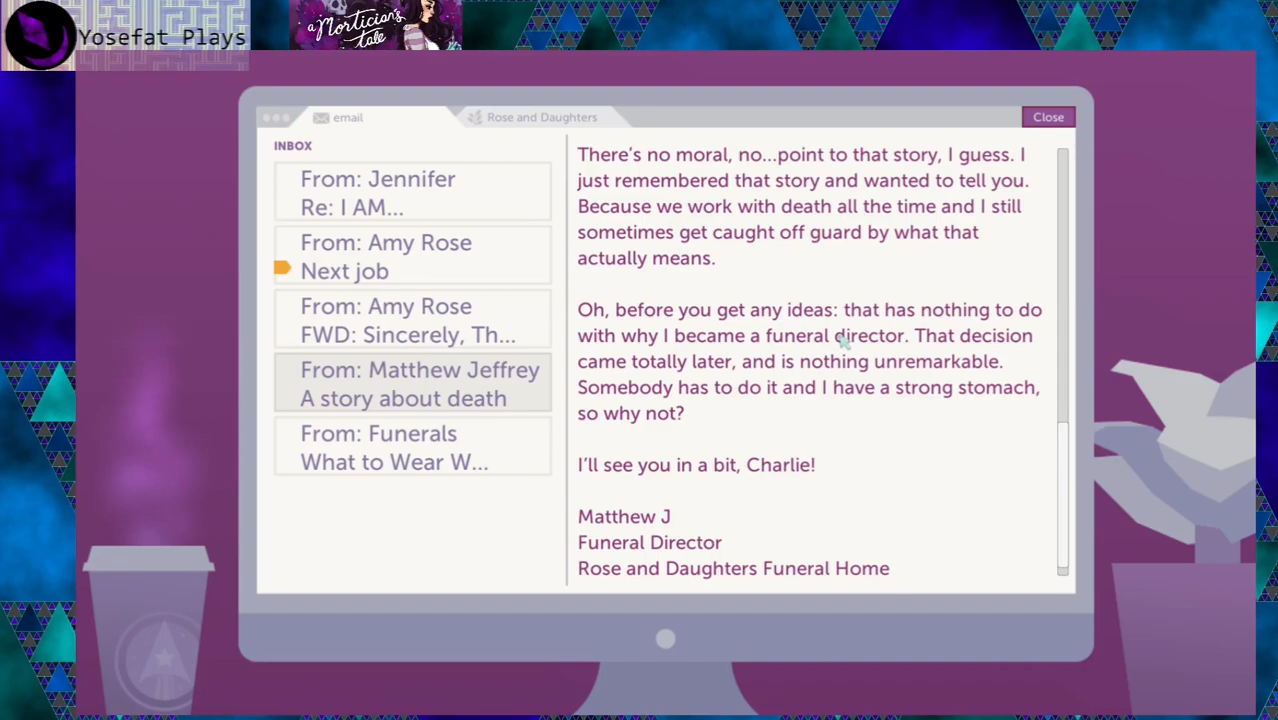 Yosefat Plays
a Mortician's
tale
email
Rose and Daughters
Close
INBOX
From: Jennifer
Re: I AM...
From: Amy Rose
Next job
From: Amy Rose
FWD: Sincerely, Th...
From: Matthew Jeffrey
A story about death
From: Funerals
What to Wear W...
There's no moral, no...point to that story, I guess. I
just remembered that story and wanted to tell you.
Because we work with death all the time and I still
sometimes get caught off guard by what that
actually means.
Oh, before you get any ideas: that has nothing to do
with why I became a funeral director. That decision
came totally later, and is nothing unremarkable.
Somebody has to do it and I have a strong stomach,
so why not?
I'll see you in a bit, Charlie!
Matthew J
Funeral Director
Rose and Daughters Funeral Home